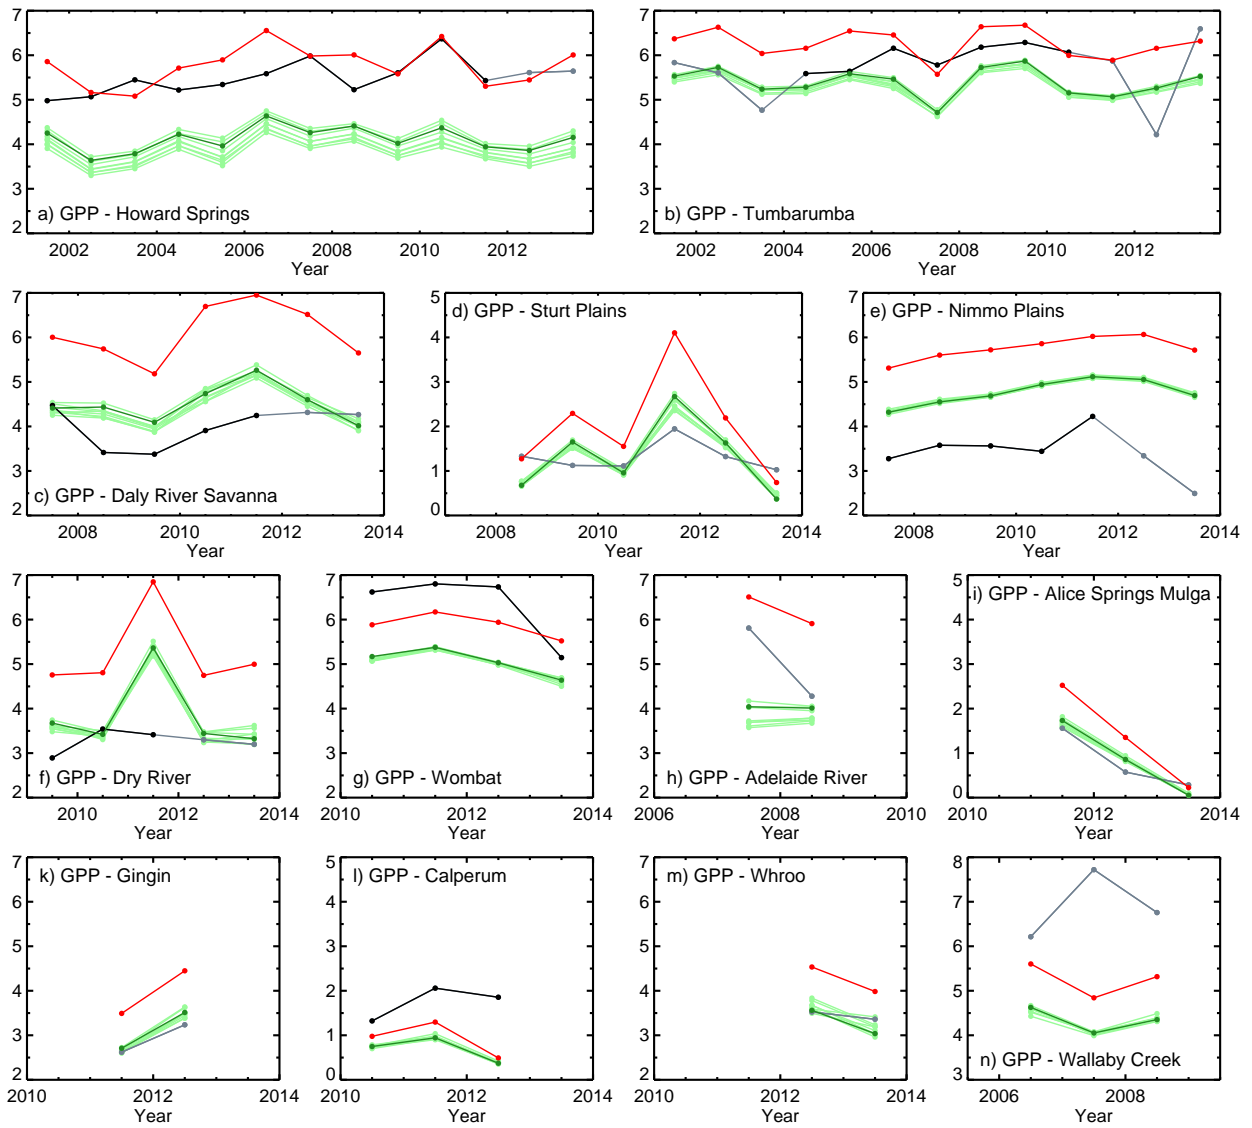 7
6
5
4
3
2
a) GPP - Howard Springs
2002 2004 2006 2008 2010 2012
Year
7
6
5
4
3
2
b) GPP - Tumbarumba
2002 2004 2006 2008 2010 2012
Year
7
6
5
4
3
2
c) GPP - Daly River Savanna
2008 2010 2012 2014
Year
5
4
3
2
1
0
d) GPP - Sturt Plains
2008 2010 2012 2014
Year
7
6
5
4
3
2
e) GPP - Nimmo Plains
2008 2010 2012 2014
Year
7
6
5
4
3
2
f) GPP - Dry River
2010 2012 2014
Year
7
6
5
4
3
2
g) GPP - Wombat
2010 2012 2014
Year
7
6
5
4
3
2
h) GPP - Adelaide River
2006 2008 2010
Year
5
4
3
2
1
0
i) GPP - Alice Springs Mulga
2010 2012 2014
Year
7
6
5
4
3
2
k) GPP - Gingin
2010 2012 2014
Year
5
4
3
2
1
0
l) GPP - Calperum
2010 2012 2014
Year
7
6
5
4
3
2
m) GPP - Whroo
2010 2012 2014
Year
8
7
6
5
4
3
n) GPP - Wallaby Creek
2006 2008
Year